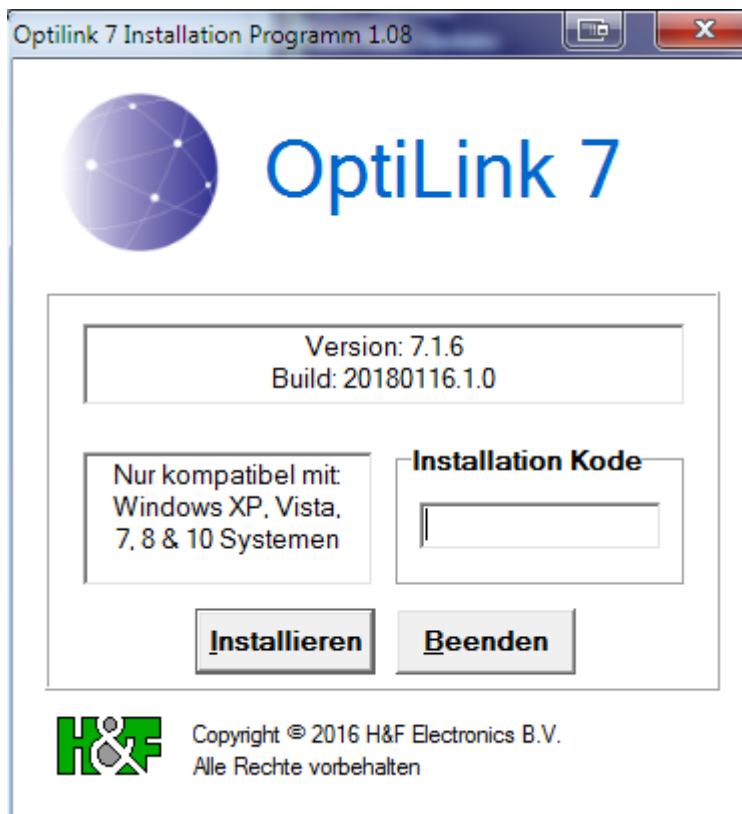 Optilink 7 Installation Programm 1.08
OptiLink 7
Version: 7.1.6
Build: 20180116.1.0
Nur kompatibel mit:
Windows XP, Vista,
7, 8 & 10 Systemen
Installation Kode
Installieren
Beenden
H&F
Copyright © 2016 H&F Electronics B.V.
Alle Rechte vorbehalten